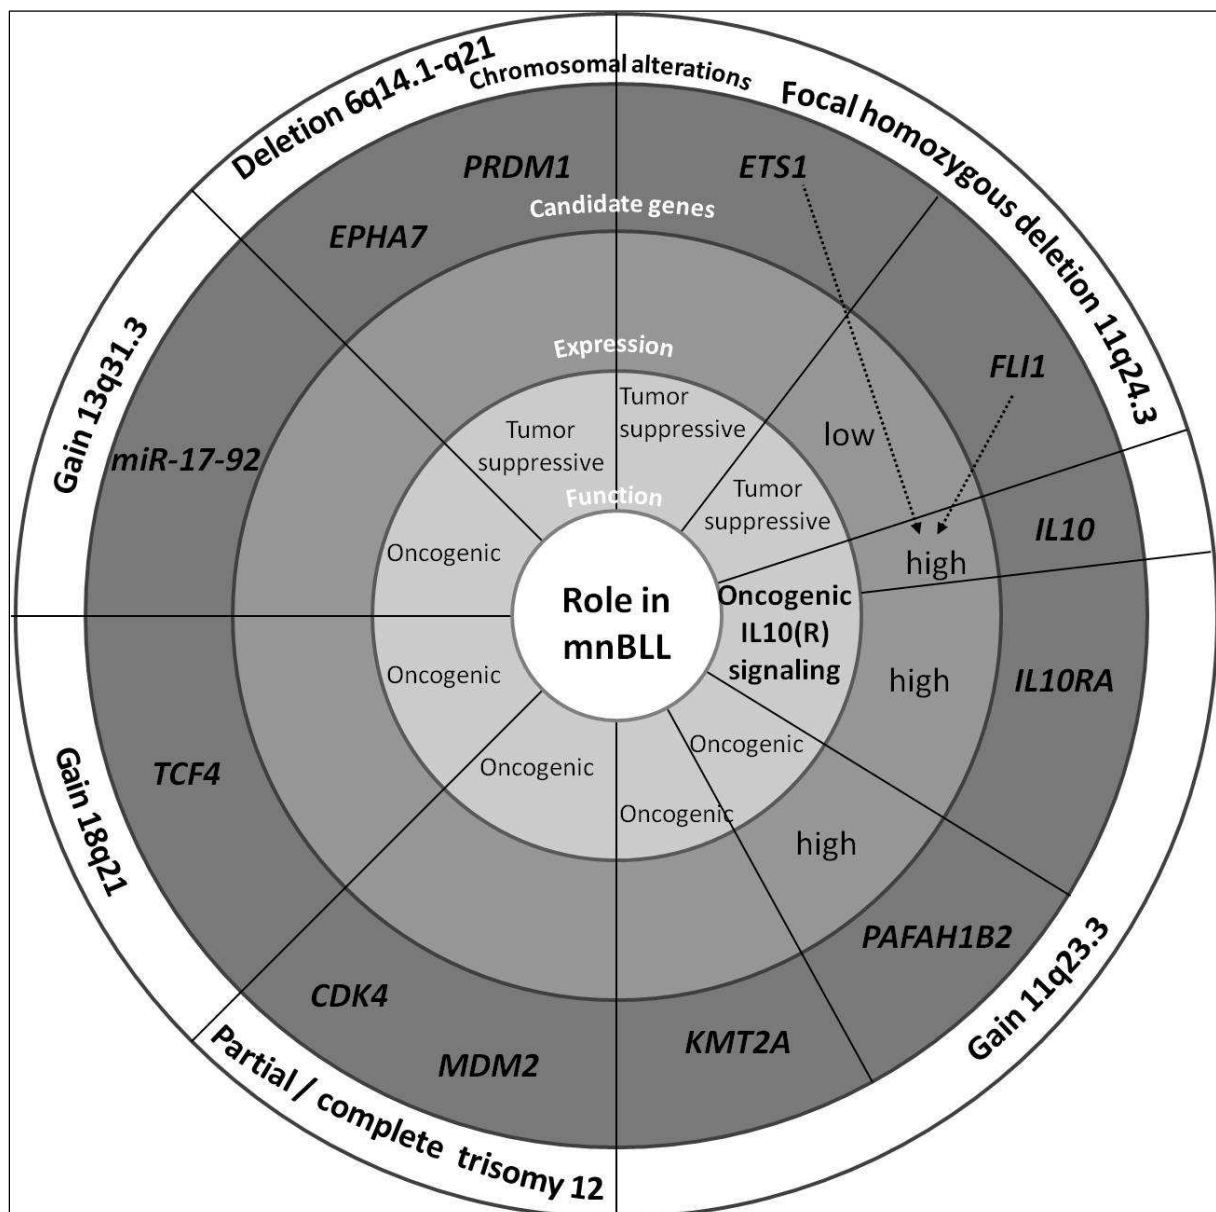 Chromosomal alterations
Focal homozygous deletion 11q24.3
Gain 11q23.3
Partial / complete trisomy 12
Gain 18q21
Gain 13q31.3
Deletion 6q14.1-q21
Candidate genes
PRDM1
EPHA7
ETS1
FLI1
IL10
IL10RA
PAFAH1B2
KMT2A
MDM2
CDK4
TCF4
miR-17-92
Expression
low
high
high
high
Function
Tumor
suppressive
Tumor
suppressive
Tumor
suppressive
Oncogenic
IL10(R)
signaling
Oncogenic
Oncogenic
Oncogenic
Oncogenic
Oncogenic
Role in
mnBLL